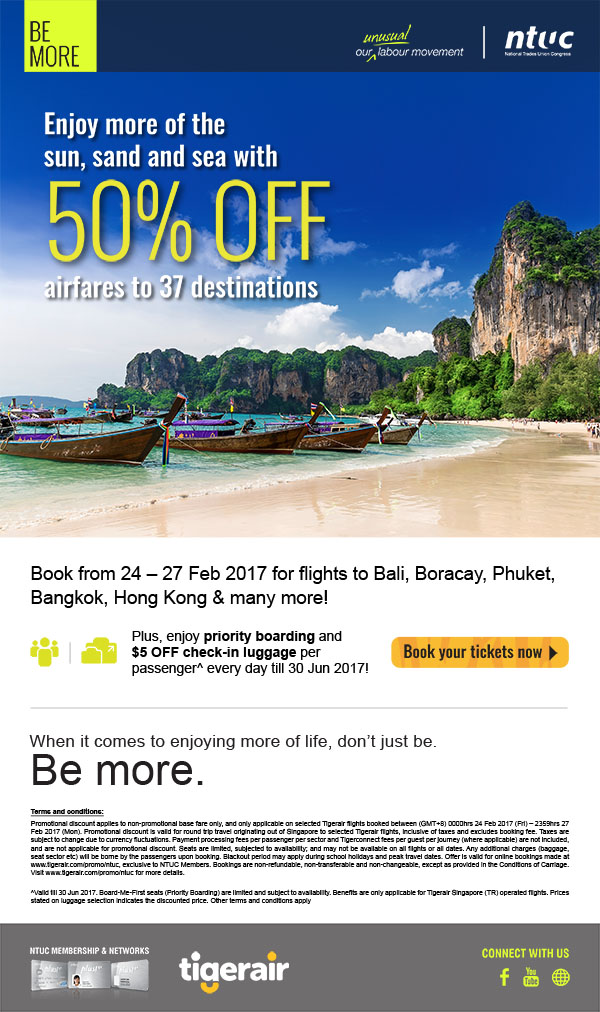 BE
MORE
unusual
our labour movement
ntuc
National Trades Union Congress
Enjoy more of the
sun, sand and sea with
50% OFF
airfares to 37 destinations
Book from 24 – 27 Feb 2017 for flights to Bali, Boracay, Phuket,
Bangkok, Hong Kong & many more!
Plus, enjoy priority boarding and
$5 OFF check-in luggage per
passenger^ every day till 30 Jun 2017!
Book your tickets now
When it comes to enjoying more of life, don't just be.
Be more.
Terms and conditions:
Promotional discount applies to non-promotional base fare only, and only applicable on selected Tigerair flights booked between (GMT+8) 0000hrs 24 Feb 2017 (Fri) – 2359hrs 27
Feb 2017 (Mon). Promotional discount is valid for round trip travel originating out of Singapore to selected Tigerair flights, inclusive of taxes and excludes booking fee. Taxes are
subject to change due to currency fluctuations. Payment processing fees per passenger per sector and Tigerconnect fees per guest per journey (where applicable) are not included,
and are not applicable for promotional discount. Seats are limited, subjected to availability; and may not be available on all flights or all dates. Any additional charges (baggage,
seat sector etc) will be borne by the passengers upon booking. Blackout period may apply during school holidays and peak travel dates. Offer is valid for online bookings made at
www.tigerair.com/promo/ntuc, exclusive to NTUC Members. Bookings are non-refundable, non-transferable and non-changeable, except as provided in the Conditions of Carriage.
Visit www.tigerair.com/promo/ntuc for more details.
^Valid till 30 Jun 2017. Board-Me-First seats (Priority Boarding) are limited and subject to availability. Benefits are only applicable for Tigerair Singapore (TR) operated flights. Prices
stated on luggage selection indicates the discounted price. Other terms and conditions apply
NTUC MEMBERSHIP & NETWORKS
tigerair
CONNECT WITH US
You
Tube